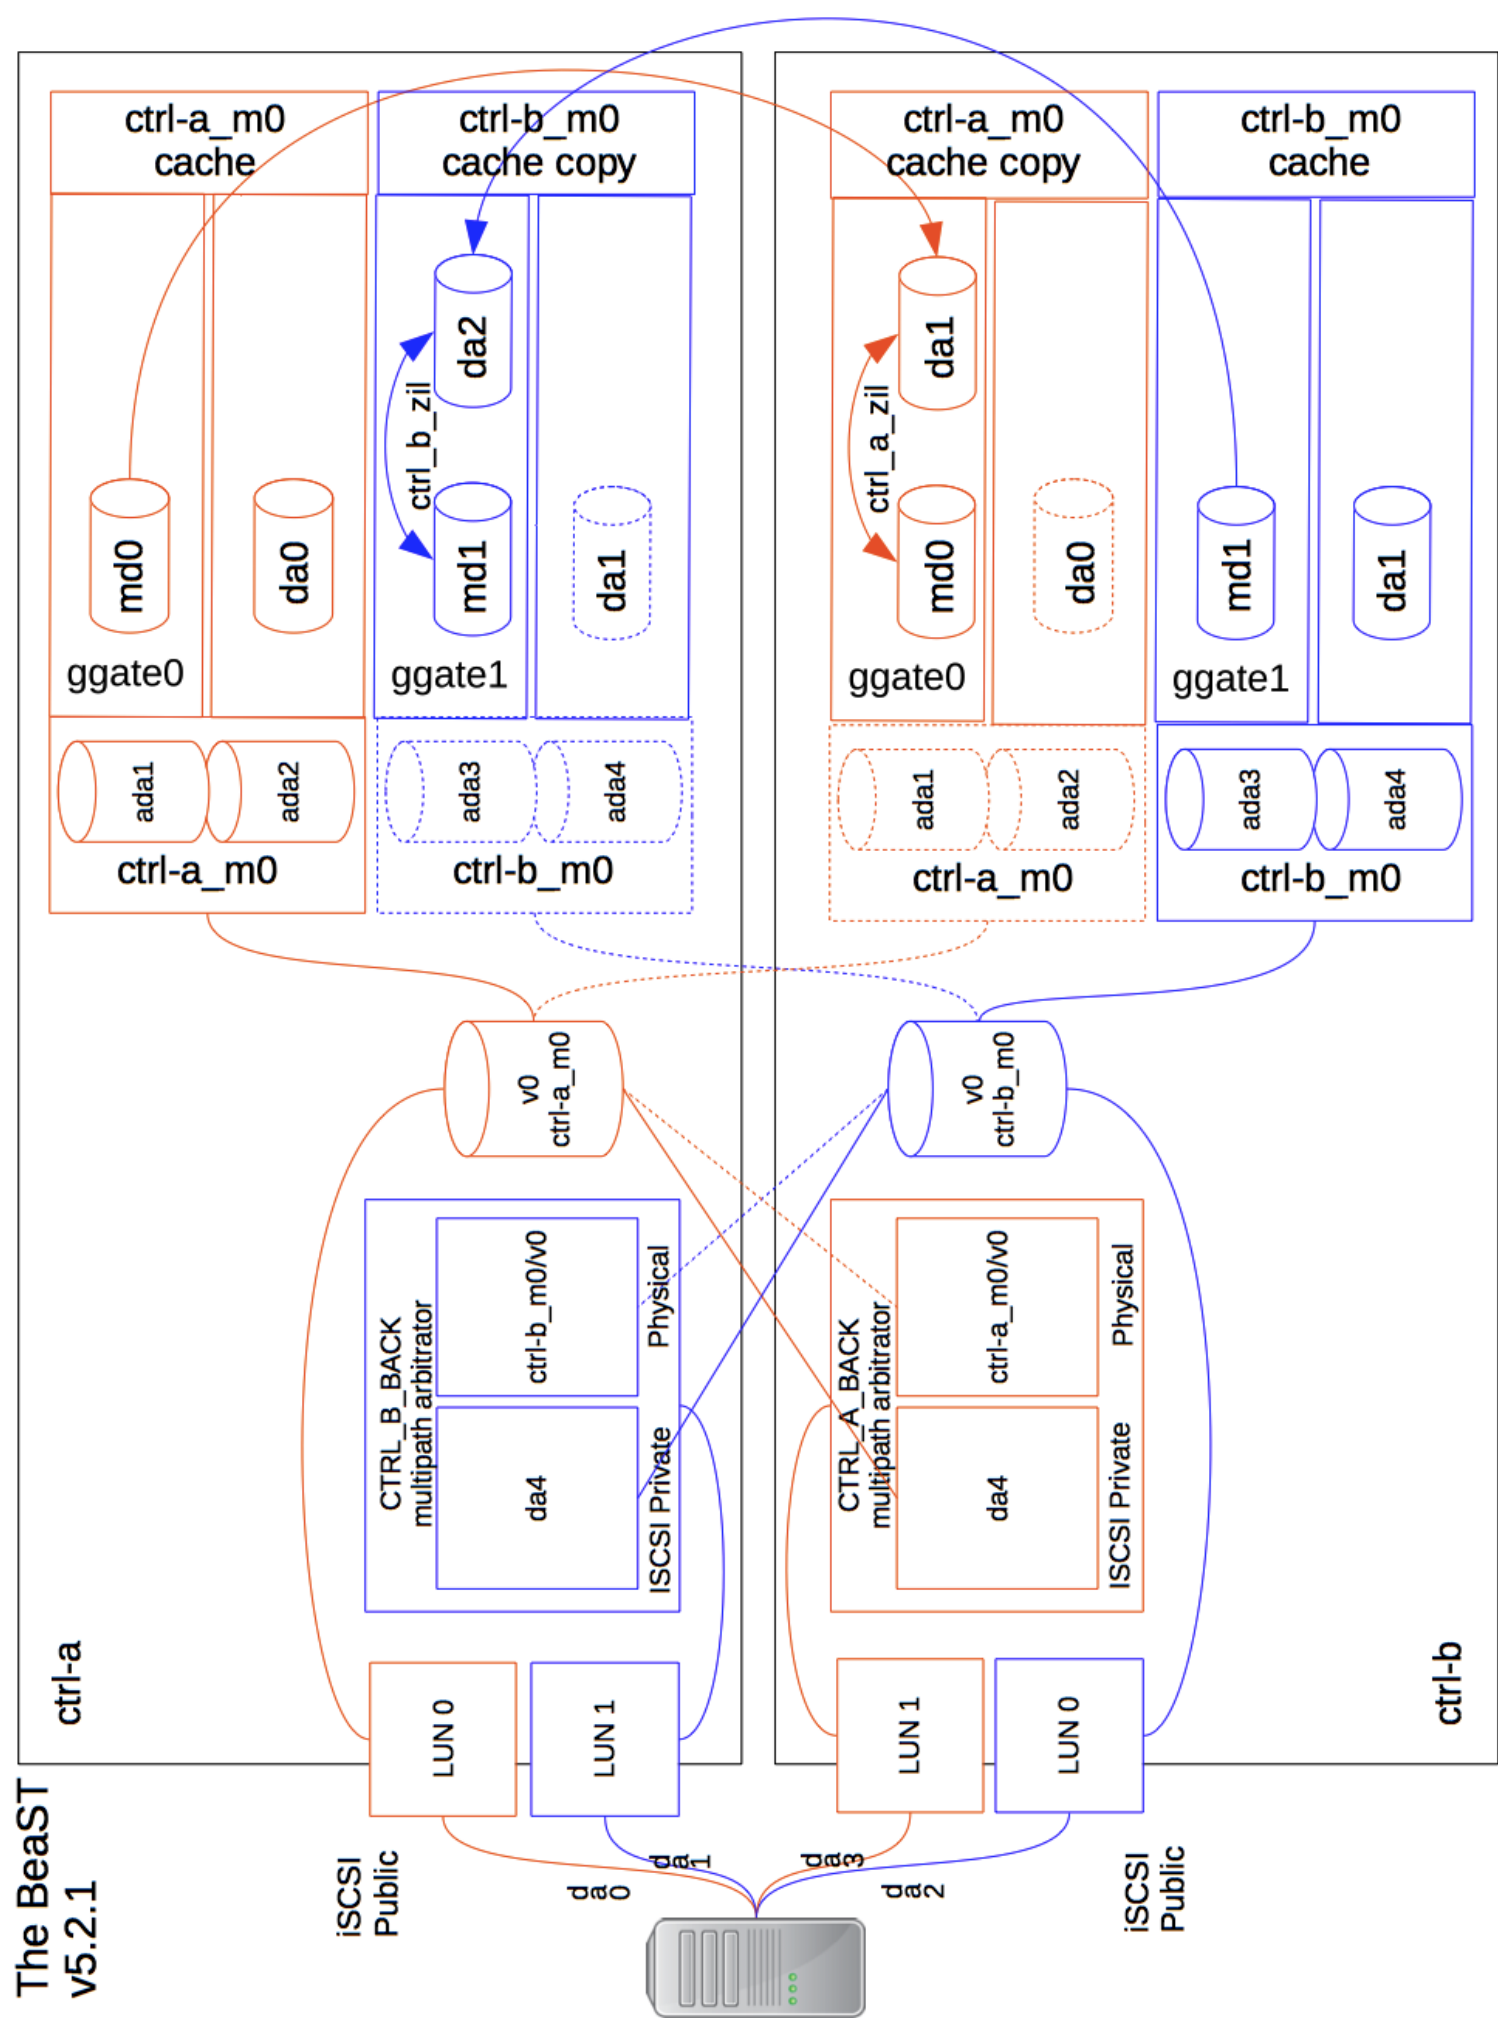 ctrl-a_m0
cache
ctrl-b_m0
cache copy
ctrl-a_m0
cache copy
ctrl-b_m0
cache
md0
da0
da2
ctrl_b_zil
md1
da1
da1
ctrl_a_zil
md0
da0
md1
da1
ggate0
ggate1
ggate0
ggate1
ada1
ada2
ada3
ada4
ada1
ada2
ada3
ada4
ctrl-a_m0
ctrl-b_m0
ctrl-a_m0
ctrl-b_m0
v0
ctrl-a_m0
v0
ctrl-b_m0
CTRL_B_BACK
multipath arbitrator
ctrl-b_m0/v0
Physical
da4
ISCSI Private
CTRL_A_BACK
multipath arbitrator
ctrl-a_m0/v0
Physical
da4
ISCSI Private
ctrl-a
ctrl-b
LUN 0
LUN 1
LUN 1
LUN 0
The BeaST
v5.2.1
iSCSI
Public
da0
da1
da3
da2
iSCSI
Public